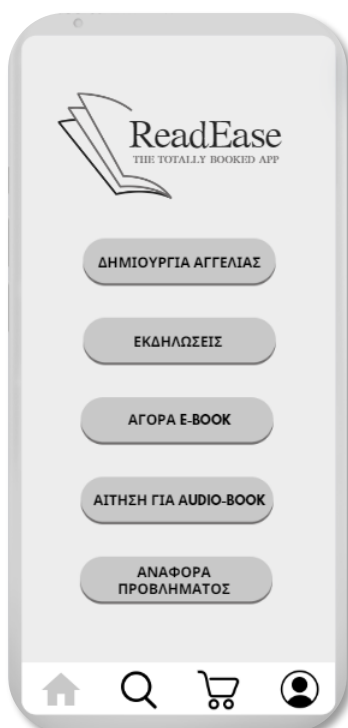 ReadEase
THE TOTALLY BOOKED APP
ΔΗΜΙΟΥΡΓΙΑ ΑΓΓΕΛΙΑΣ
ΕΚΔΗΛΩΣΕΙΣ
ΑΓΟΡΑ E-BOOK
ΑΙΤΗΣΗ ΓΙΑ AUDIO-BOOK
ΑΝΑΦΟΡΑ
ΠΡΟΒΛΗΜΑΤΟΣ